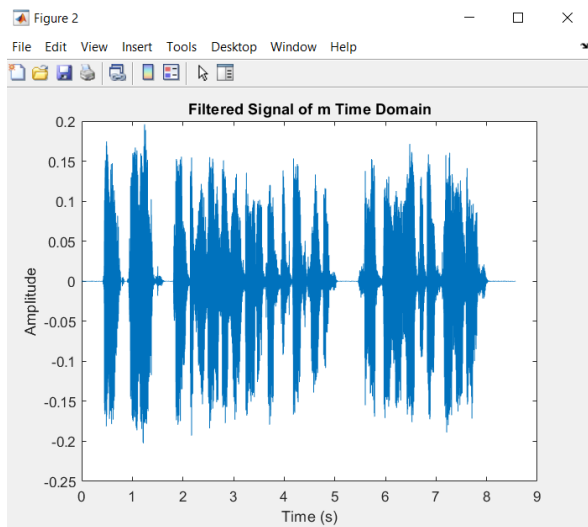 Figure 2
File Edit View Insert Tools Desktop Window Help
Filtered Signal of m Time Domain
0.2
0.15
0.1
0.05
0
-0.05
-0.1
-0.15
-0.2
-0.25
Amplitude
0 1 2 3 4 5 6 7 8 9
Time (s)